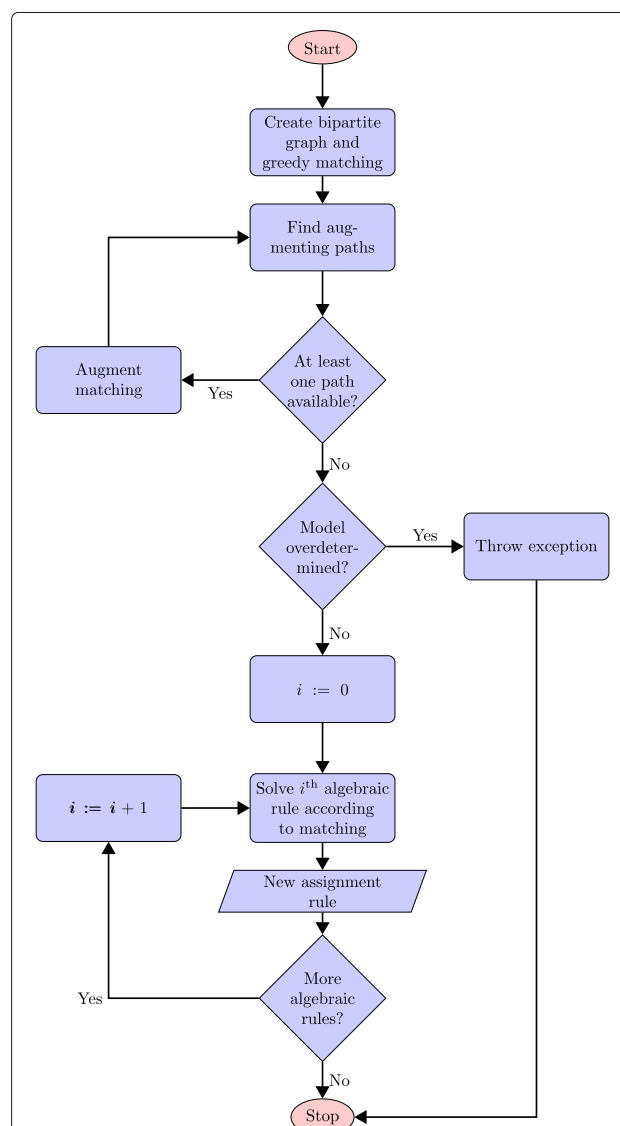 Start
Create bipartite
graph and
greedy matching
Find aug-
menting paths
Augment
matching
Yes
At least
one path
available?
No
Model
overdeter-
mined?
Yes
Throw exception
No
i := 0
i := i + 1
Solve iᵗʰ algebraic
rule according
to matching
New assignment
rule
Yes
More
algebraic
rules?
No
Stop